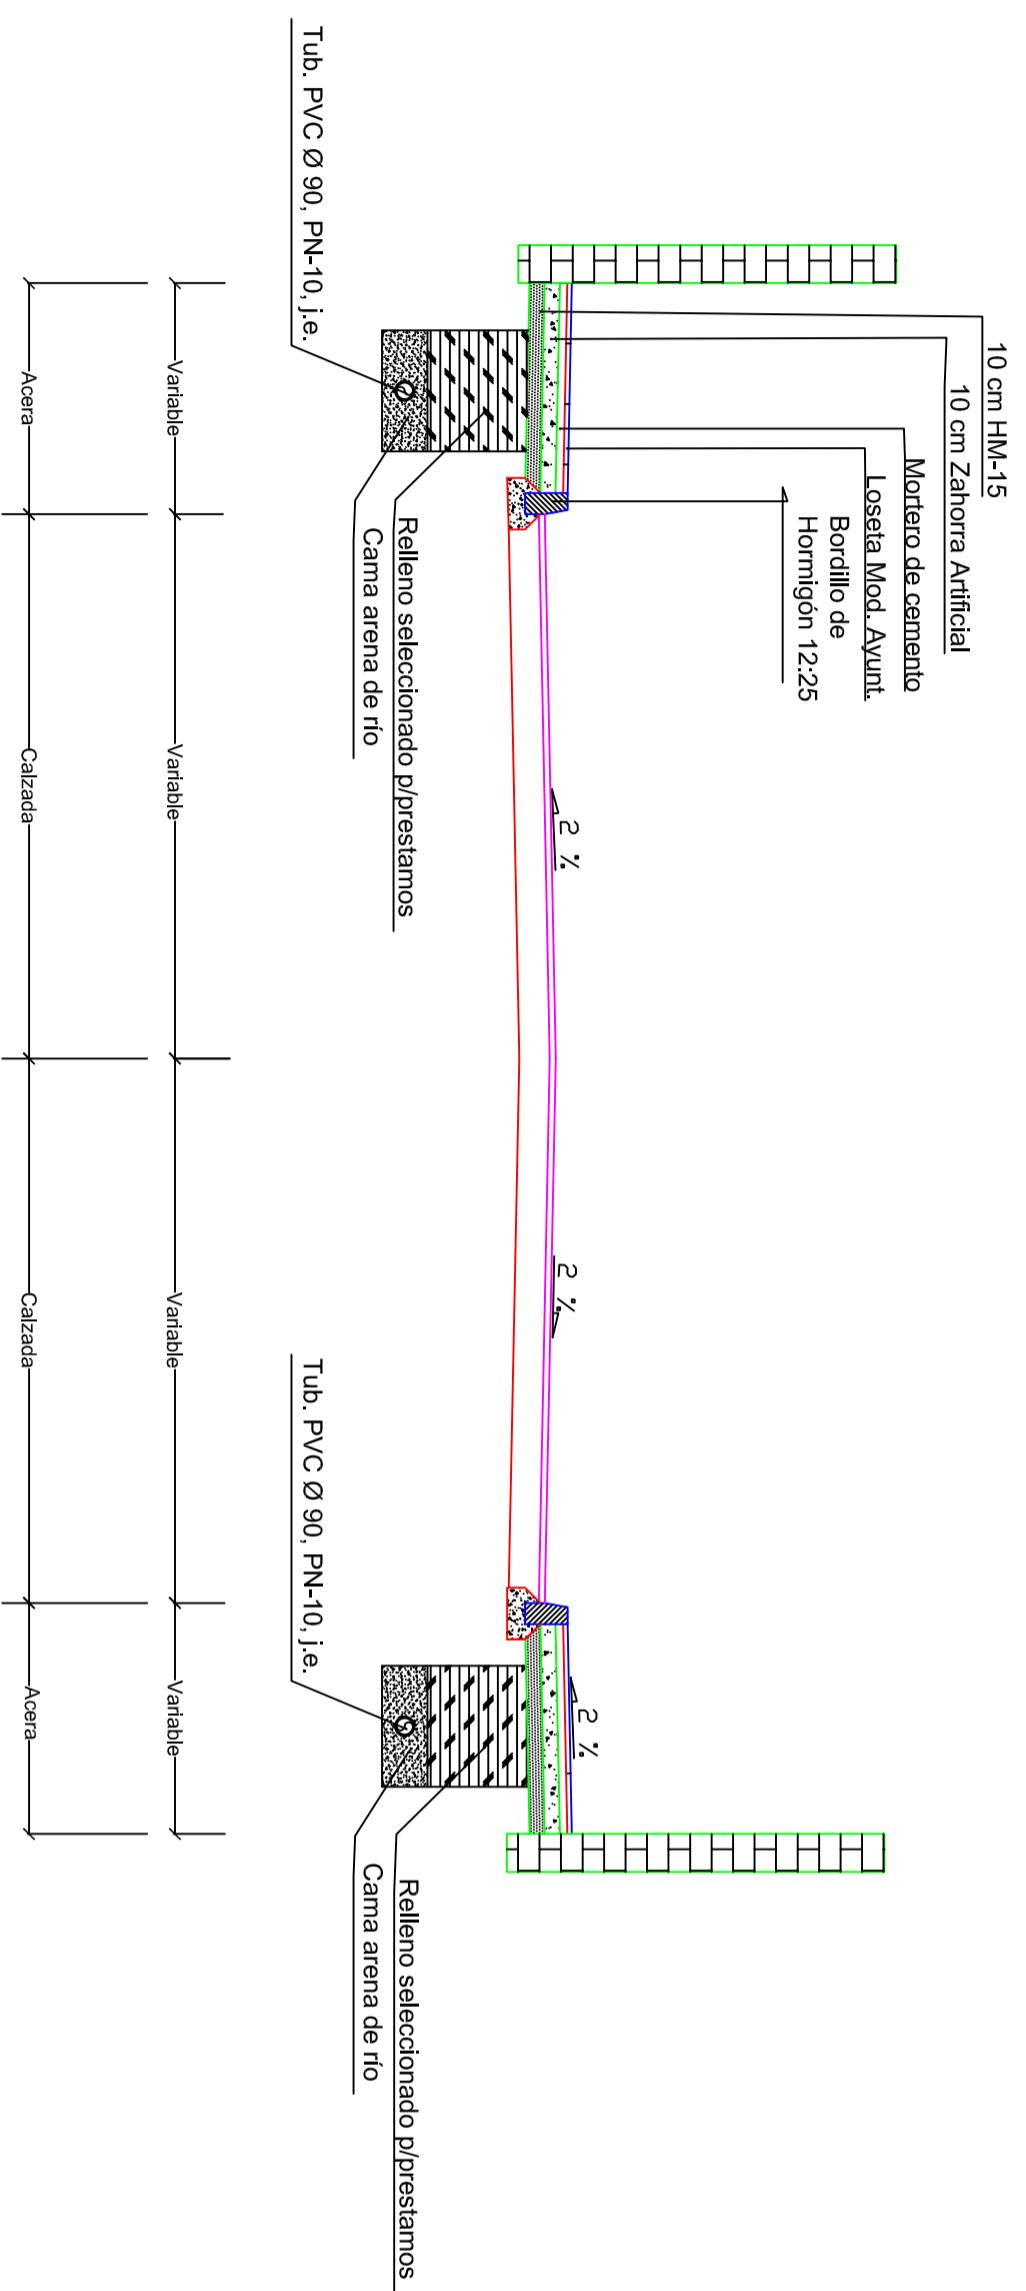 10 cm HM-15
10 cm Zahorra Artificial
Mortero de cemento
Loseta Mod. Ayunt.
Bordillo de
Hormigón 12:25
2 %
2 %
2 %
Relleno seleccionado p/prestamos
Cama arena de río
Tub. PVC Ø 90, PN-10, j.e.
Relleno seleccionado p/prestamos
Cama arena de río
Tub. PVC Ø 90, PN-10, j.e.
Variable
Variable
Variable
Variable
Acera
Calzada
Calzada
Acera